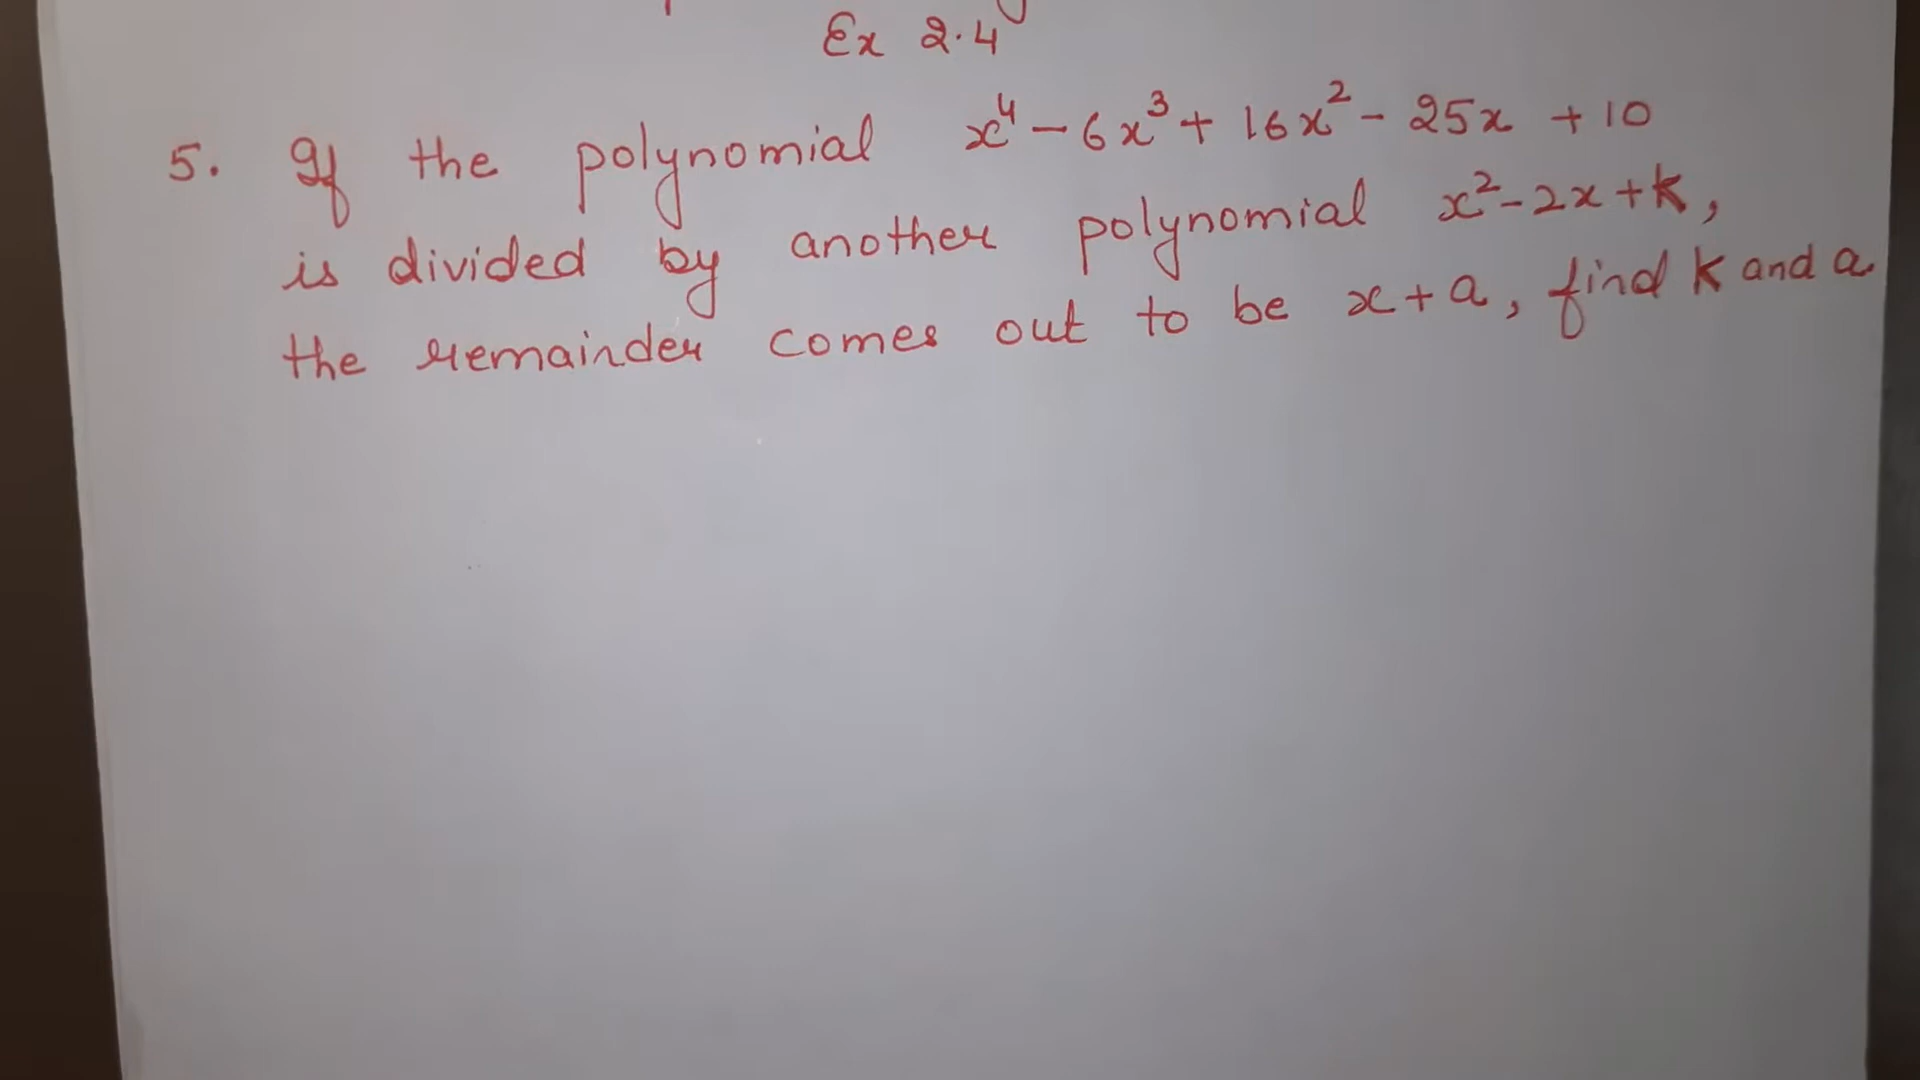 Ex 2.4
5. If the polynomial x⁴ - 6x³ + 16x² - 25x + 10
is divided by another polynomial x² - 2x + k,
the remainder comes out to be x + a, find k and a